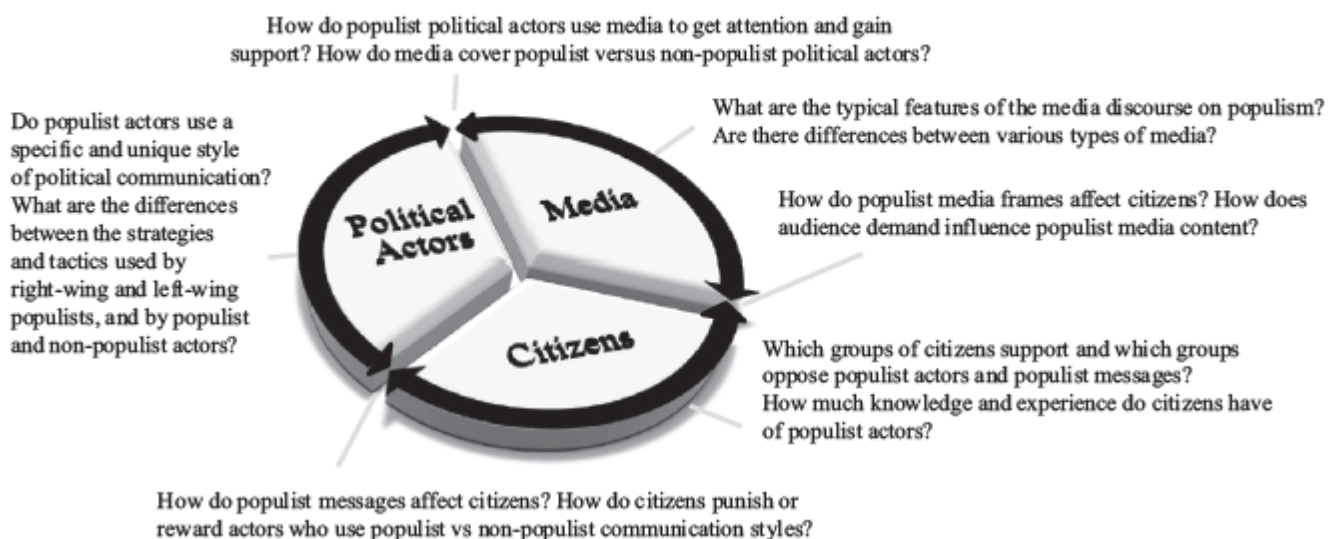 How do populist political actors use media to get attention and gain
support? How do media cover populist versus non-populist political actors?
What are the typical features of the media discourse on populism?
Are there differences between various types of media?
Do populist actors use a
specific and unique style
of political communication?
What are the differences
between the strategies
and tactics used by
right-wing and left-wing
populists, and by populist
and non-populist actors?
Political
Actors
Media
How do populist media frames affect citizens? How does
audience demand influence populist media content?
Citizens
Which groups of citizens support and which groups
oppose populist actors and populist messages?
How much knowledge and experience do citizens have
of populist actors?
How do populist messages affect citizens? How do citizens punish or
reward actors who use populist vs non-populist communication styles?